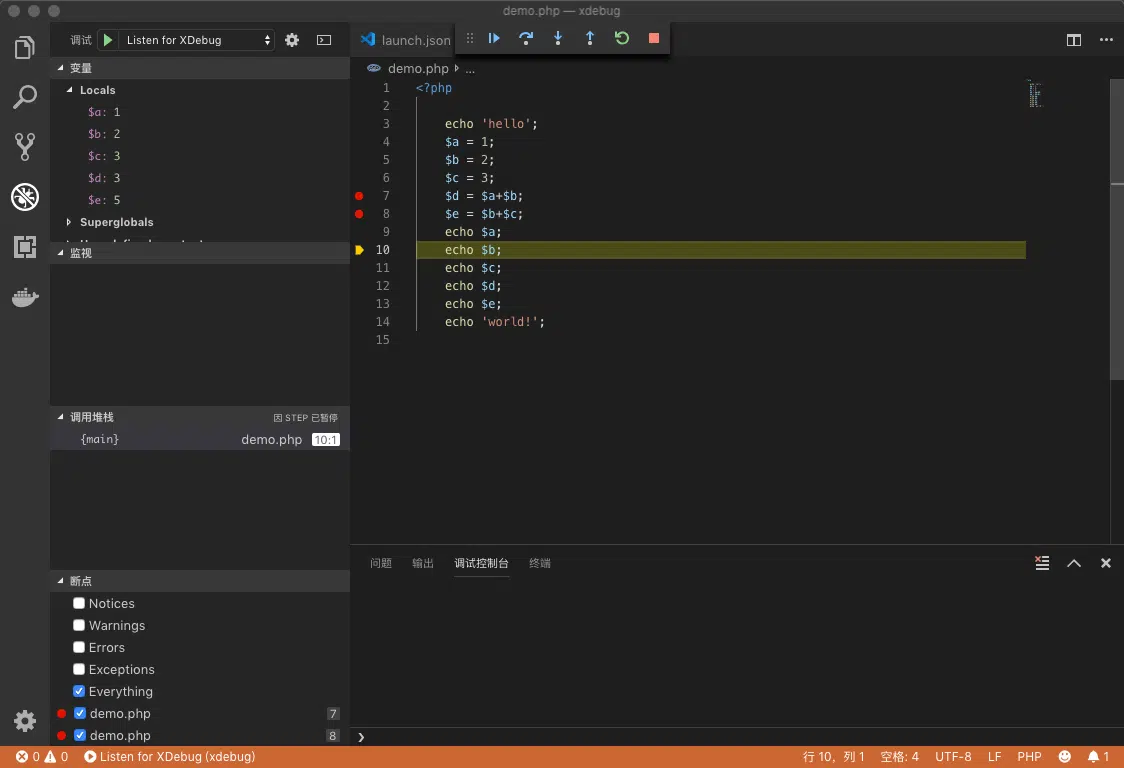 demo.php — xdebug
调试 Listen for XDebug
变量
Locals
$a: 1
$b: 2
$c: 3
$d: 3
$e: 5
Superglobals
监视
调用堆栈 因 STEP 已暂停
{main} demo.php 10:1
断点
Notices
Warnings
Errors
Exceptions
Everything
demo.php 7
demo.php 8
launch.json
demo.php ...
1 <?php
2
3 echo 'hello';
4 $a = 1;
5 $b = 2;
6 $c = 3;
7 $d = $a+$b;
8 $e = $b+$c;
9 echo $a;
10 echo $b;
11 echo $c;
12 echo $d;
13 echo $e;
14 echo 'world!';
15
问题 输出 调试控制台 终端
0 0 Listen for XDebug (xdebug) 行 10，列 1 空格: 4 UTF-8 LF PHP 1